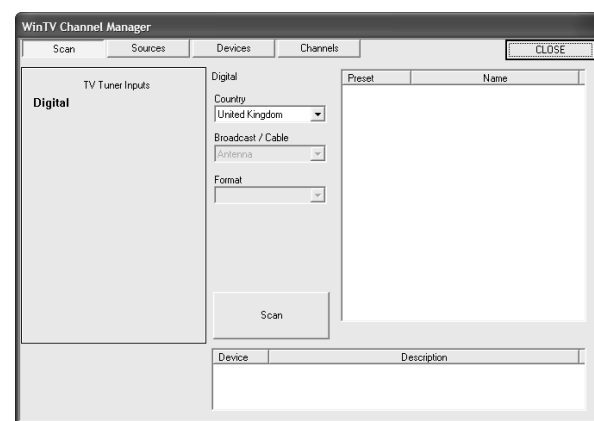 WinTV Channel Manager
Scan Sources Devices Channels CLOSE
TV Tuner Inputs
Digital
Digital
Country
United Kingdom
Broadcast / Cable
Antenna
Format
Scan
Preset Name
Device Description